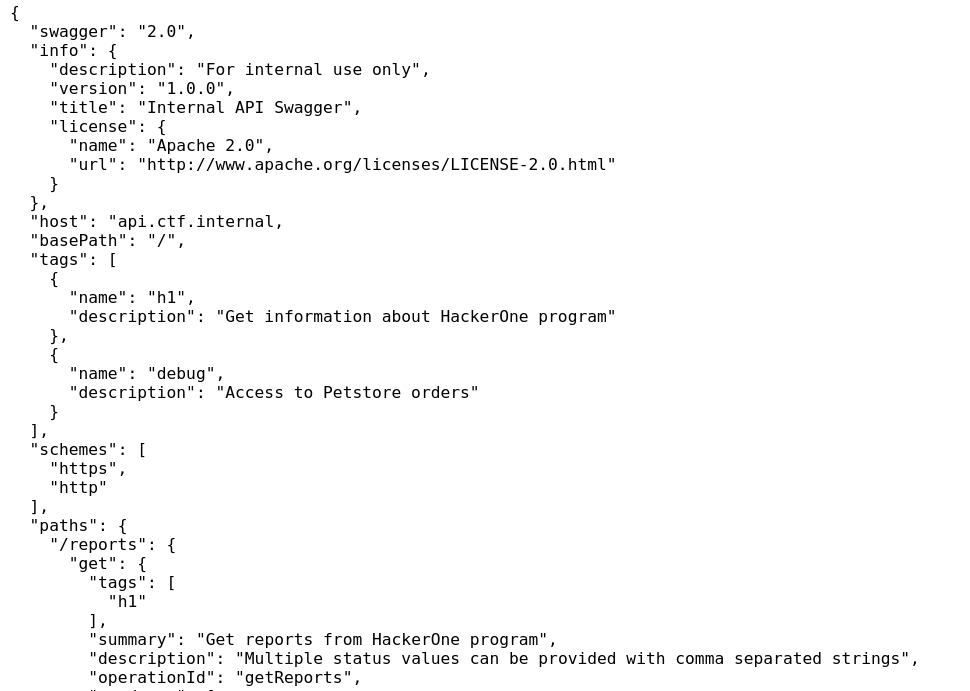 {
  "swagger": "2.0",
  "info": {
    "description": "For internal use only",
    "version": "1.0.0",
    "title": "Internal API Swagger",
    "license": {
      "name": "Apache 2.0",
      "url": "http://www.apache.org/licenses/LICENSE-2.0.html"
    }
  },
  "host": "api.ctf.internal,
  "basePath": "/",
  "tags": [
    {
      "name": "h1",
      "description": "Get information about HackerOne program"
    },
    {
      "name": "debug",
      "description": "Access to Petstore orders"
    }
  ],
  "schemes": [
    "https",
    "http"
  ],
  "paths": {
    "/reports": {
      "get": {
        "tags": [
          "h1"
        ],
        "summary": "Get reports from HackerOne program",
        "description": "Multiple status values can be provided with comma separated strings",
        "operationId": "getReports",